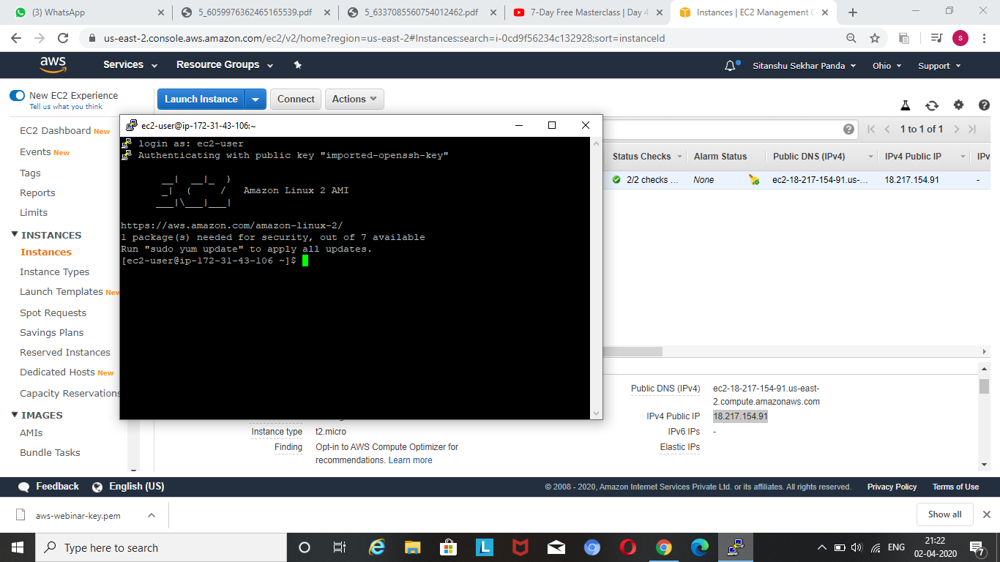 (3) WhatsApp
5_6059976362465165539.pdf
5_6337085560754012462.pdf
7-Day Free Masterclass | Day 4
Instances | EC2 Management C
us-east-2.console.aws.amazon.com/ec2/v2/home?region=us-east-2#Instances:search=i-0cd9f56234c132928;sort=instanceId
S
aws
Services
Resource Groups
Sitanshu Sekhar Panda
Ohio
Support
New EC2 Experience
Tell us what you think
Launch Instance
Connect
Actions
EC2 Dashboard New
Events New
Tags
Reports
Limits
INSTANCES
Instances
Instance Types
Launch Templates New
Spot Requests
Savings Plans
Reserved Instances
Dedicated Hosts New
Capacity Reservations
IMAGES
AMIs
Bundle Tasks
ec2-user@ip-172-31-43-106:~
login as: ec2-user
Authenticating with public key "imported-openssh-key"
__|  __|_  )
_|  (     /   Amazon Linux 2 AMI
___|\___|___|
https://aws.amazon.com/amazon-linux-2/
1 package(s) needed for security, out of 7 available
Run "sudo yum update" to apply all updates.
[ec2-user@ip-172-31-43-106 ~]$
1 to 1 of 1
Status Checks
Alarm Status
Public DNS (IPv4)
IPv4 Public IP
IPv
2/2 checks ...
None
ec2-18-217-154-91.us-...
18.217.154.91
-
Public DNS (IPv4)
ec2-18-217-154-91.us-east-
2.compute.amazonaws.com
IPv4 Public IP
18.217.154.91
Instance type
t2.micro
IPv6 IPs
-
Finding
Opt-in to AWS Compute Optimizer for
recommendations. Learn more
Elastic IPs
Feedback
English (US)
© 2008 - 2020, Amazon Internet Services Private Ltd. or its affiliates. All rights reserved.
Privacy Policy
Terms of Use
aws-webinar-key.pem
Show all
Type here to search
ENG
21:22
02-04-2020
7